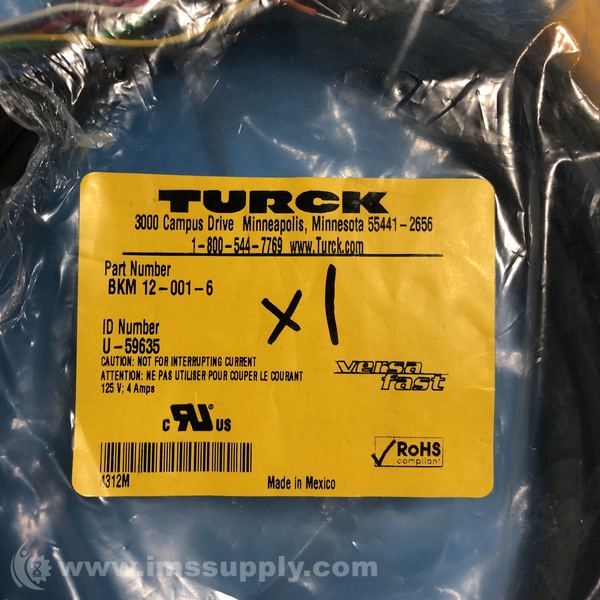 TURCK
3000 Campus Drive Minneapolis, Minnesota 55441-2656
1-800-544-7769 www.Turck.com
Part Number
BKM 12-001-6
x1
ID Number
U-59635
CAUTION: NOT FOR INTERRUPTING CURRENT
ATTENTION: NE PAS UTILISER POUR COUPER LE COURANT
125 V; 4 Amps
versa
fast
c RU US
RoHS
compliant
4312M
Made in Mexico
www.imssupply.com